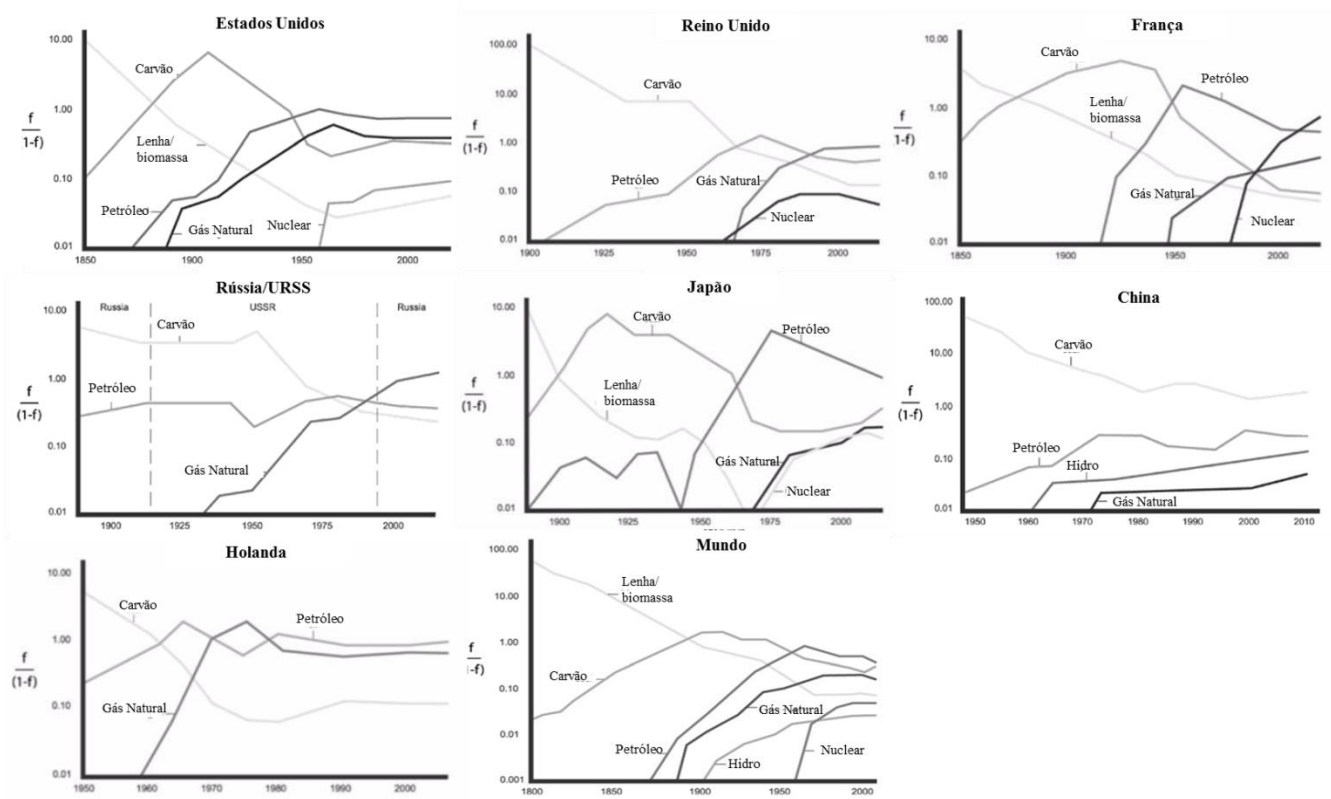 Estados Unidos
f
1-f)
10.00
1.00
0.10
0.01
Carvão
Lenha/
biomassa
Petróleo
Gás Natural
Nuclear
1850
1900
1950
2000
Reino Unido
f
(1-f)
100.00
10.00
1.00
0.10
0.01
Carvão
Petróleo
Gás Natural
Nuclear
1900
1925
1950
1975
2000
França
f
(1-f)
10.00
1.00
0.10
0.01
Carvão
Petróleo
Lenha/
biomassa
Gás Natural
Nuclear
1850
1900
1950
2000
Rússia/URSS
Russia
USSR
Russia
f
(1-f)
10.00
1.00
0.10
0.01
Carvão
Petróleo
Gás Natural
1900
1925
1950
1975
2000
Japão
f
(1-f)
10.00
1.00
0.10
0.01
Carvão
Petróleo
Lenha/
biomassa
Gás Natural
Nuclear
1900
1925
1950
1975
2000
China
f
(1-f)
100.00
10.00
1.00
0.10
0.01
Carvão
Petróleo
Hidro
Gás Natural
1950
1960
1970
1980
1990
2000
2010
Holanda
f
(1-f)
10.00
1.00
0.10
0.01
Carvão
Petróleo
Gás Natural
1950
1960
1970
1980
1990
2000
Mundo
f
-f)
100.00
10.00
1.00
0.10
0.01
0.001
Lenha/
biomassa
Carvão
Gás Natural
Petróleo
Hidro
Nuclear
1800
1850
1900
1950
2000